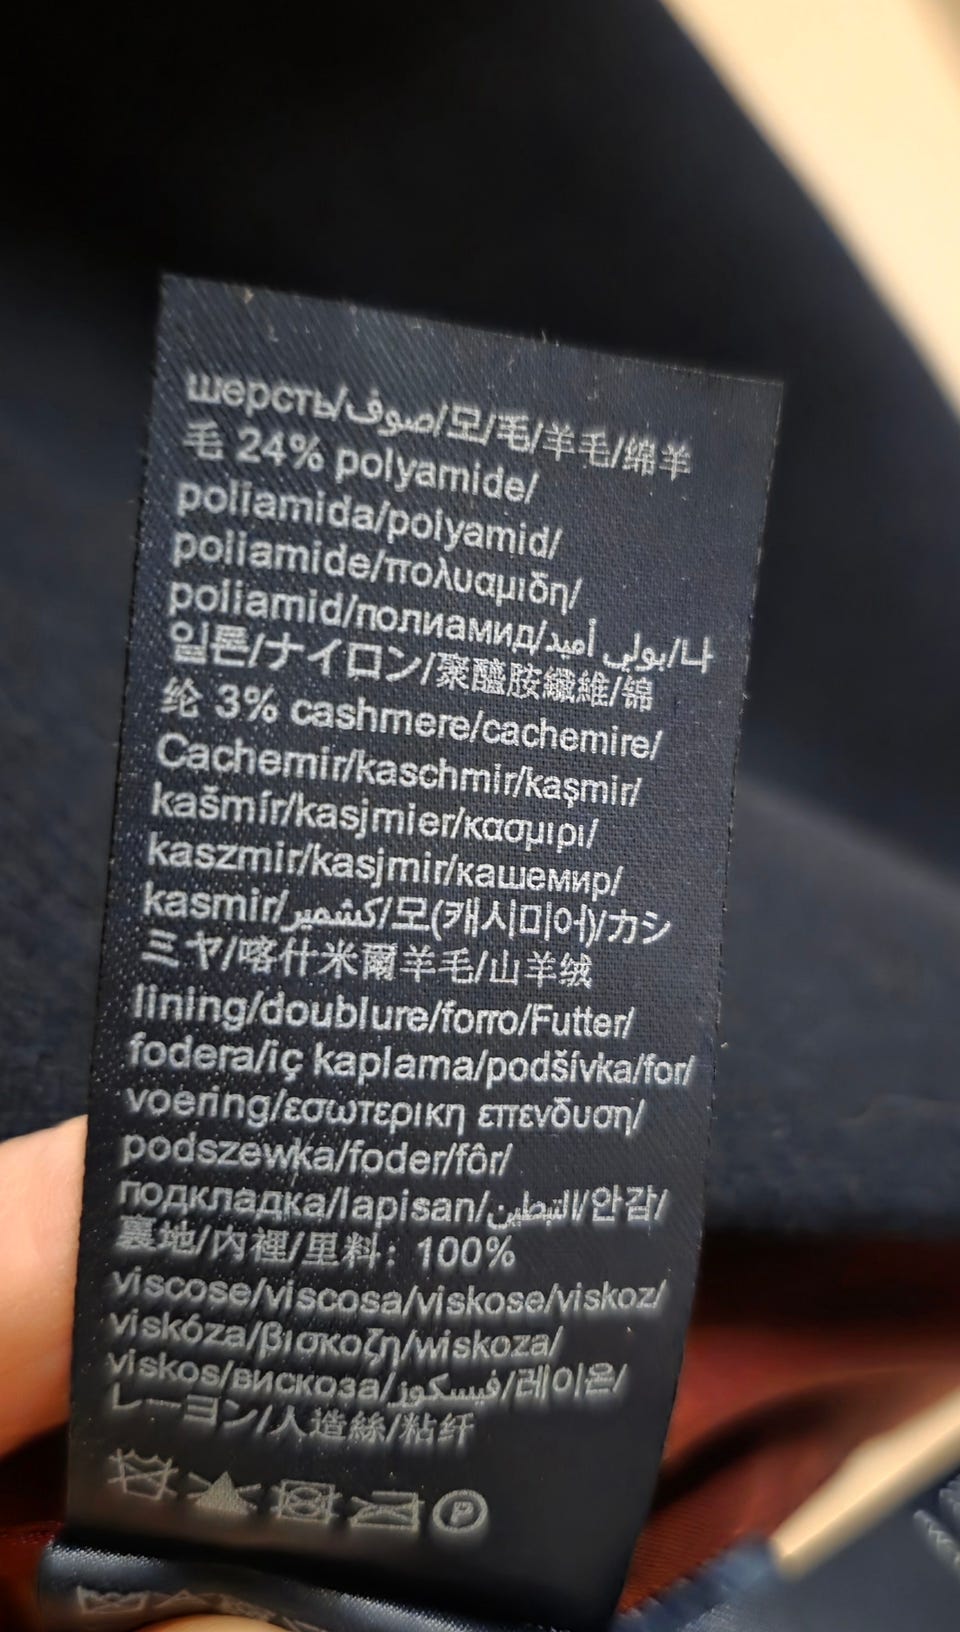 шерсть/صوف/모/毛/羊毛/绵羊
毛 24% polyamide/
poliamida/polyamid/
poliamide/πολυαμιδη/
poliamid/полиамид/بولي أميد/나
일론/ナイロン/聚醯胺纖維/锦
纶 3% cashmere/cachemire/
Cachemir/kaschmir/kaşmir/
kašmír/kasjmier/κασμιρι/
kaszmir/kasjmir/кашемир/
kasmir/كشمير/모(캐시미어)/カシ
ミヤ/喀什米爾羊毛/山羊绒
lining/doublure/forro/Futter/
fodera/iç kaplama/podšívka/for/
voering/εσωτερικη επενδυση/
podszewka/foder/fôr/
подкладка/lapisan/التبطين/안감/
裏地/內裡/里料: 100%
viscose/viscosa/viskose/viskoz/
viskóza/βισκοζη/wiskoza/
viskos/вискоза/فيسكوز/레이온/
レーヨン/人造絲/粘纤
P